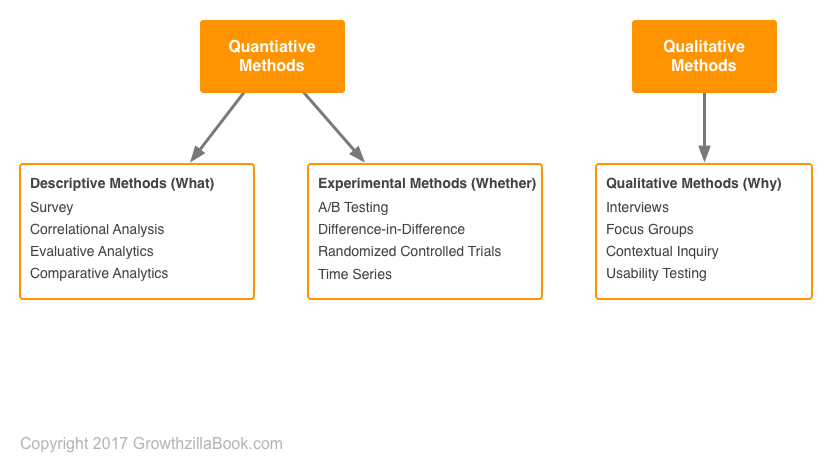 Quantiative
Methods
Qualitative
Methods
Descriptive Methods (What)
Survey
Correlational Analysis
Evaluative Analytics
Comparative Analytics
Experimental Methods (Whether)
A/B Testing
Difference-in-Difference
Randomized Controlled Trials
Time Series
Qualitative Methods (Why)
Interviews
Focus Groups
Contextual Inquiry
Usability Testing
Copyright 2017 GrowthzillaBook.com